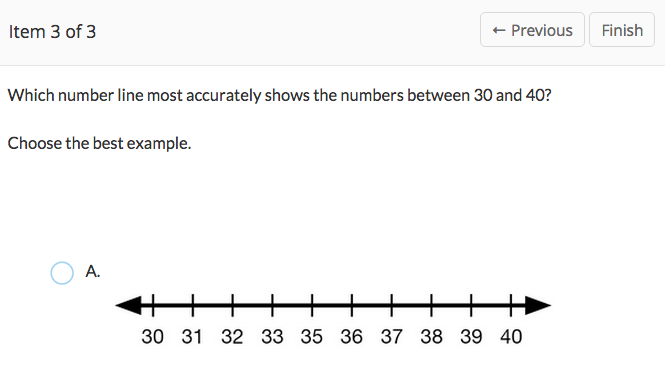 Item 3 of 3
← Previous
Finish
Which number line most accurately shows the numbers between 30 and 40?
Choose the best example.
A.
30 31 32 33 35 36 37 38 39 40